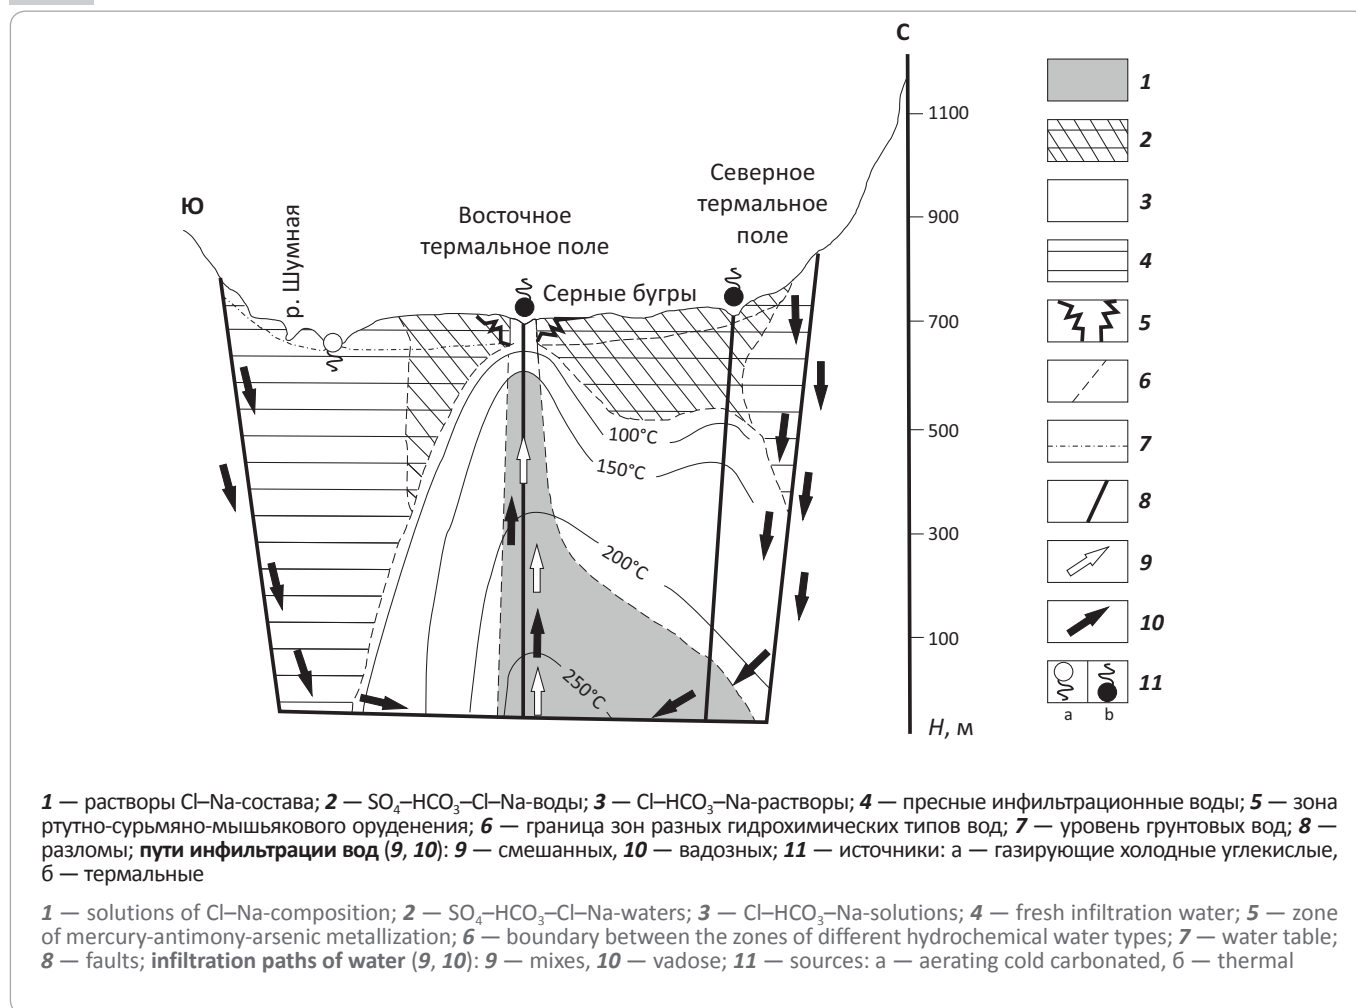 С
1100
900
700
500
300
100
H, м
Ю
р. Шумная
Восточное
термальное поле
Серные бугры
Северное
термальное
поле
100°C
150°C
200°C
250°C
1
2
3
4
5
6
7
8
9
10
11
a b
1 — растворы Cl–Na-состава; 2 — SO₄–HCO₃–Cl–Na-воды; 3 — Cl–HCO₃–Na-растворы; 4 — пресные инфильтрационные воды; 5 — зона
ртутно-сурьмяно-мышьякового оруденения; 6 — граница зон разных гидрохимических типов вод; 7 — уровень грунтовых вод; 8 —
разломы; пути инфильтрации вод (9, 10): 9 — смешанных, 10 — вадозных; 11 — источники: а — газирующие холодные углекислые,
б — термальные
1 — solutions of Cl–Na-composition; 2 — SO₄–HCO₃–Cl–Na-waters; 3 — Cl–HCO₃–Na-solutions; 4 — fresh infiltration water; 5 — zone
of mercury-antimony-arsenic metallization; 6 — boundary between the zones of different hydrochemical water types; 7 — water table;
8 — faults; infiltration paths of water (9, 10): 9 — mixes, 10 — vadose; 11 — sources: a — aerating cold carbonated, б — thermal